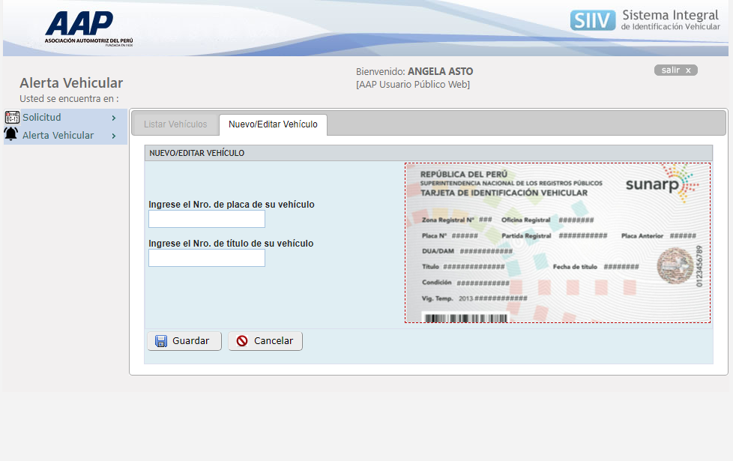 AAP
ASOCIACIÓN AUTOMOTRIZ DEL PERÚ
FUNDADA EN 1926
SIIV Sistema Integral
de Identificación Vehicular
Alerta Vehicular
Usted se encuentra en :
Bienvenido: ANGELA ASTO
[AAP Usuario Público Web]
salir x
Solicitud
Alerta Vehicular
Listar Vehículos
Nuevo/Editar Vehículo
NUEVO/EDITAR VEHÍCULO
Ingrese el Nro. de placa de su vehículo
Ingrese el Nro. de título de su vehículo
REPÚBLICA DEL PERÚ
SUPERINTENDENCIA NACIONAL DE LOS REGISTROS PÚBLICOS
TARJETA DE IDENTIFICACIÓN VEHICULAR
sunarp
Zona Registral N° ### Oficina Registral ########
Placa N° ###### Partida Registral ########### Placa Anterior ######
DUA/DAM ############
Título ############## Fecha de título ########
Condición ############
Vig. Temp. 2013-############
0123456789
Guardar
Cancelar